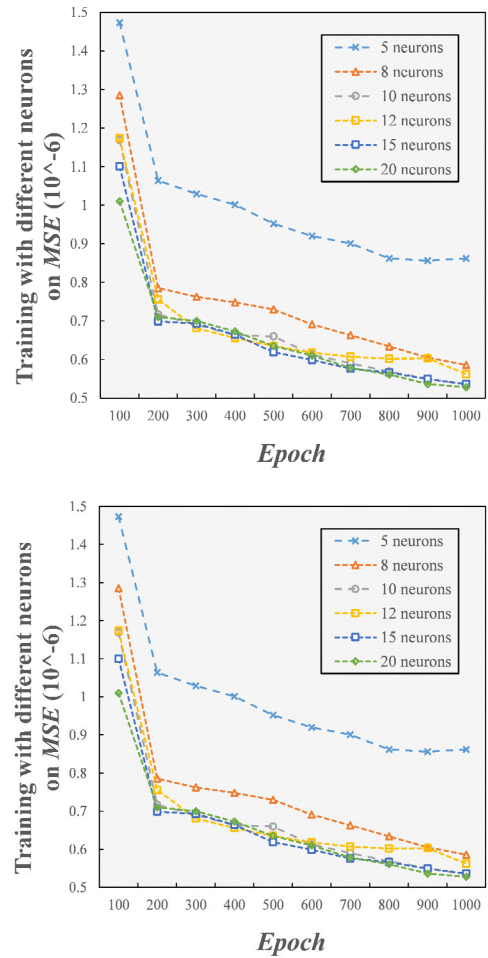 Training with different neurons
on MSE (10^-6)
1.5
1.4
1.3
1.2
1.1
1
0.9
0.8
0.7
0.6
0.5
5 neurons
8 ncurons
10 neurons
12 neurons
15 neurons
20 neurons
100 200 300 400 500 600 700 800 900 1000
Epoch
Training with different neurons
on MSE (10^-6)
1.5
1.4
1.3
1.2
1.1
1
0.9
0.8
0.7
0.6
0.5
5 neurons
8 neurons
10 neurons
12 neurons
15 neurons
20 neurons
100 200 300 400 500 600 700 800 900 1000
Epoch